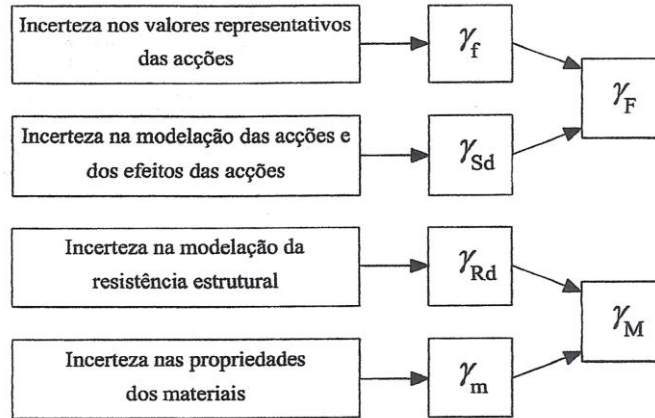 Incerteza nos valores representativos
das acções
γf
γF
Incerteza na modelação das acções e
dos efeitos das acções
γSd
Incerteza na modelação da
resistência estrutural
γRd
γM
Incerteza nas propriedades
dos materiais
γm